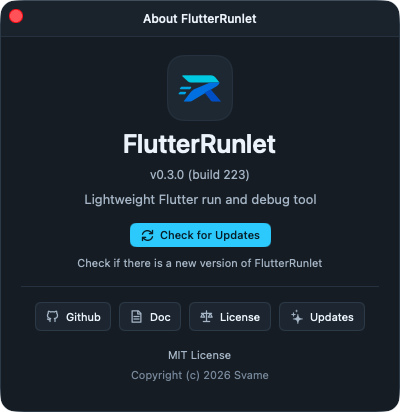 About FlutterRunlet
FlutterRunlet
v0.3.0 (build 223)
Lightweight Flutter run and debug tool
Check for Updates
Check if there is a new version of FlutterRunlet
Github
Doc
License
Updates
MIT License
Copyright (c) 2026 Svame